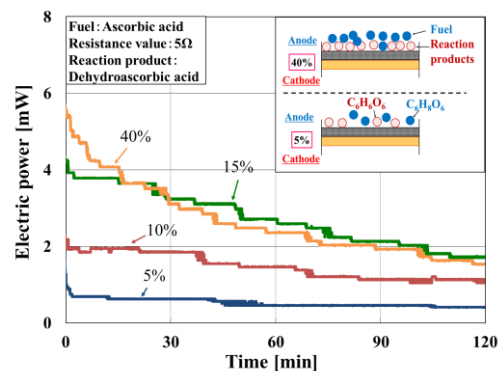 Fuel : Ascorbic acid
Resistance value : 5Ω
Reaction product :
Dehydroascorbic acid
Anode
40%
Cathode
Fuel
Reaction
products
C₆H₆O₆
C₆H₈O₆
Anode
5%
Cathode
40%
15%
10%
5%
Electric power [mW]
8
6
4
2
0
0
30
60
90
120
Time [min]